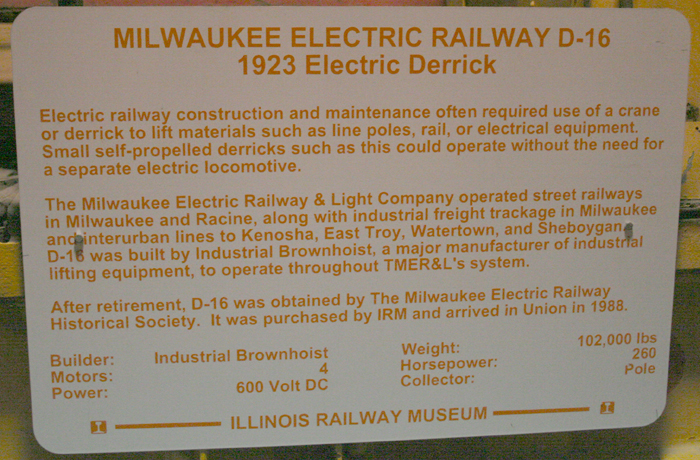 MILWAUKEE ELECTRIC RAILWAY D-16
1923 Electric Derrick
Electric railway construction and maintenance often required use of a crane
or derrick to lift materials such as line poles, rail, or electrical equipment.
Small self-propelled derricks such as this could operate without the need for
a separate electric locomotive.
The Milwaukee Electric Railway & Light Company operated street railways
in Milwaukee and Racine, along with industrial freight trackage in Milwaukee
and interurban lines to Kenosha, East Troy, Watertown, and Sheboygan.
D-16 was built by Industrial Brownhoist, a major manufacturer of industrial
lifting equipment, to operate throughout TMER&L's system.
After retirement, D-16 was obtained by The Milwaukee Electric Railway
Historical Society. It was purchased by IRM and arrived in Union in 1988.
Builder: Industrial Brownhoist Weight: 102,000 lbs
Motors: 4 Horsepower: 260
Power: 600 Volt DC Collector: Pole
ILLINOIS RAILWAY MUSEUM